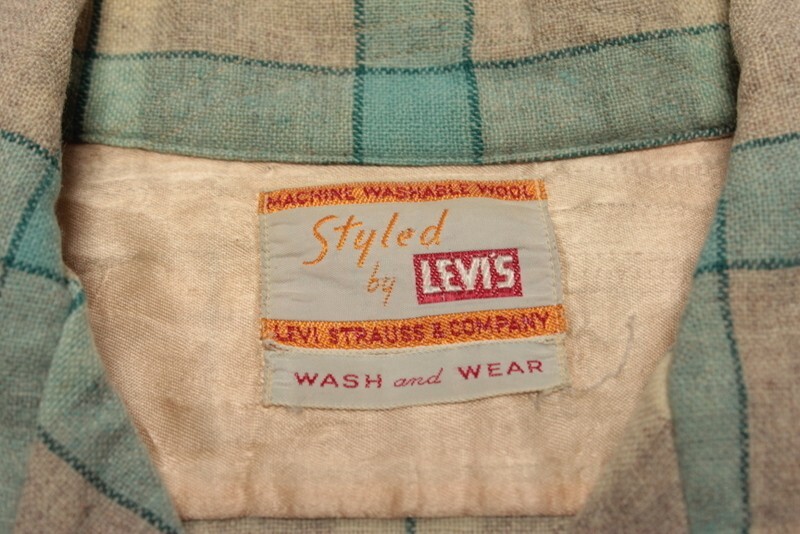 MACHINE WASHABLE WOOL
Styled
by LEVI'S
LEVI STRAUSS & COMPANY
WASH and WEAR